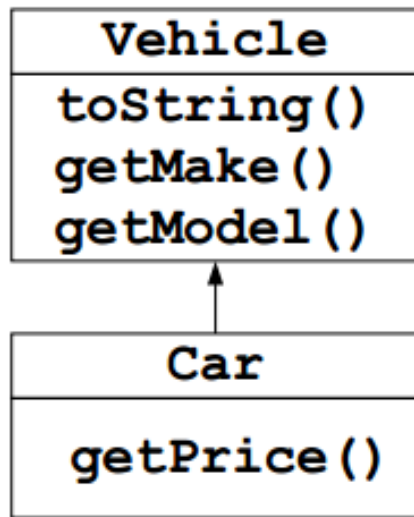 Vehicle
toString()
getMake()
getModel()
Car
getPrice()